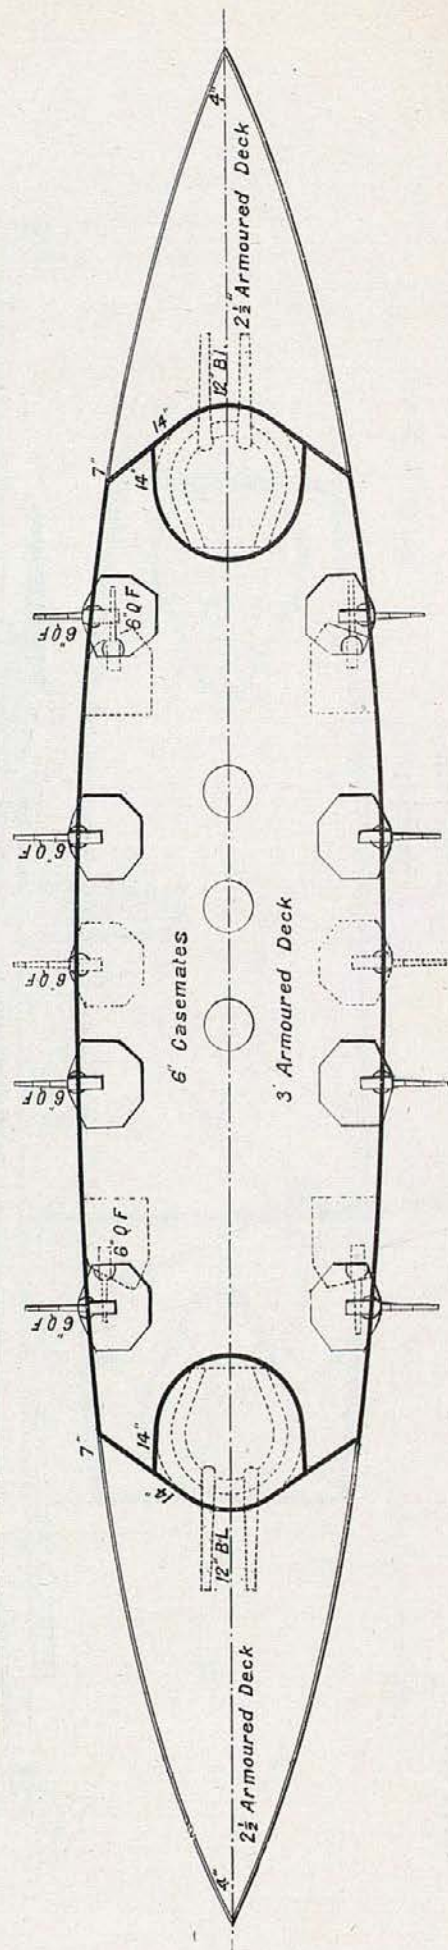 4"
2½" Armoured Deck
12" B.L.
14"
7"
14"
6" Q F
6" Q F
6" Q F
6" Q F
6" Casemates
3" Armoured Deck
6" Q F
6" Q F
6" Q F
7"
14"
14"
12" B L
2½" Armoured Deck
4"